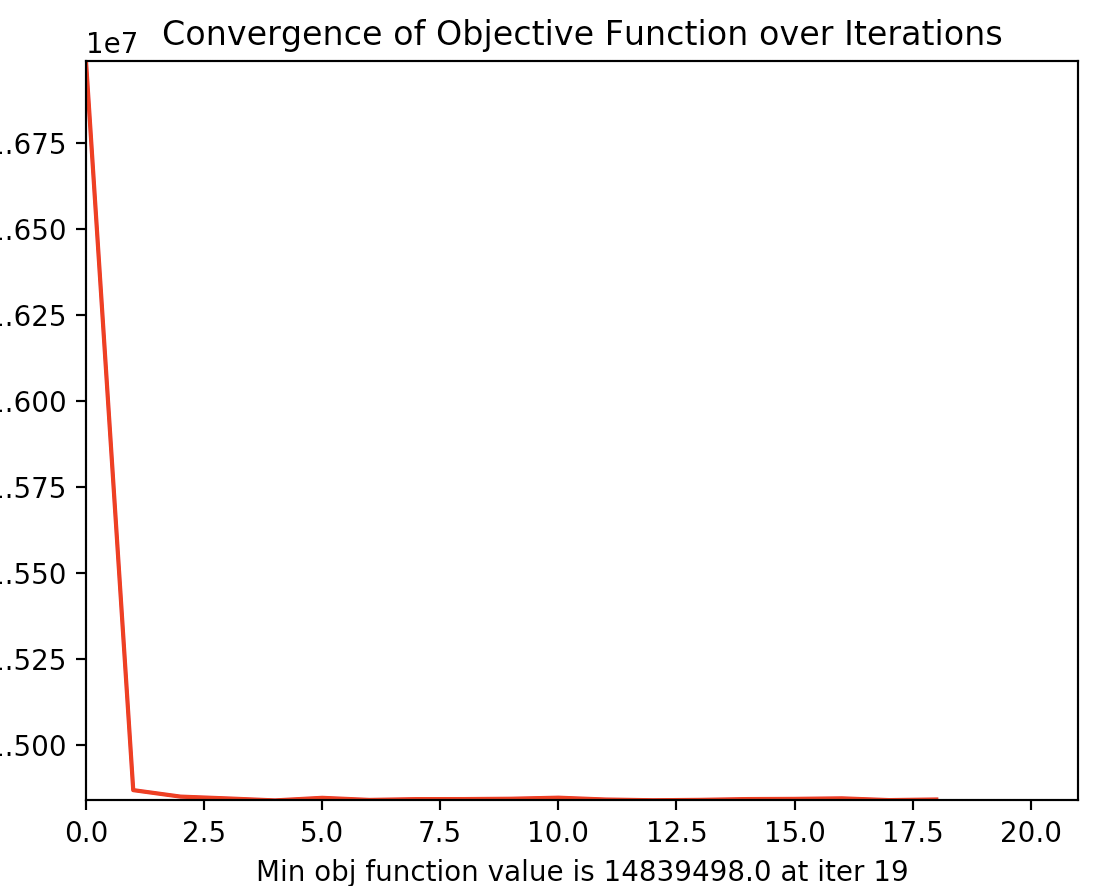 1e7
Convergence of Objective Function over Iterations
.675
.650
.625
.600
.575
.550
.525
.500
0.0 2.5 5.0 7.5 10.0 12.5 15.0 17.5 20.0
Min obj function value is 14839498.0 at iter 19